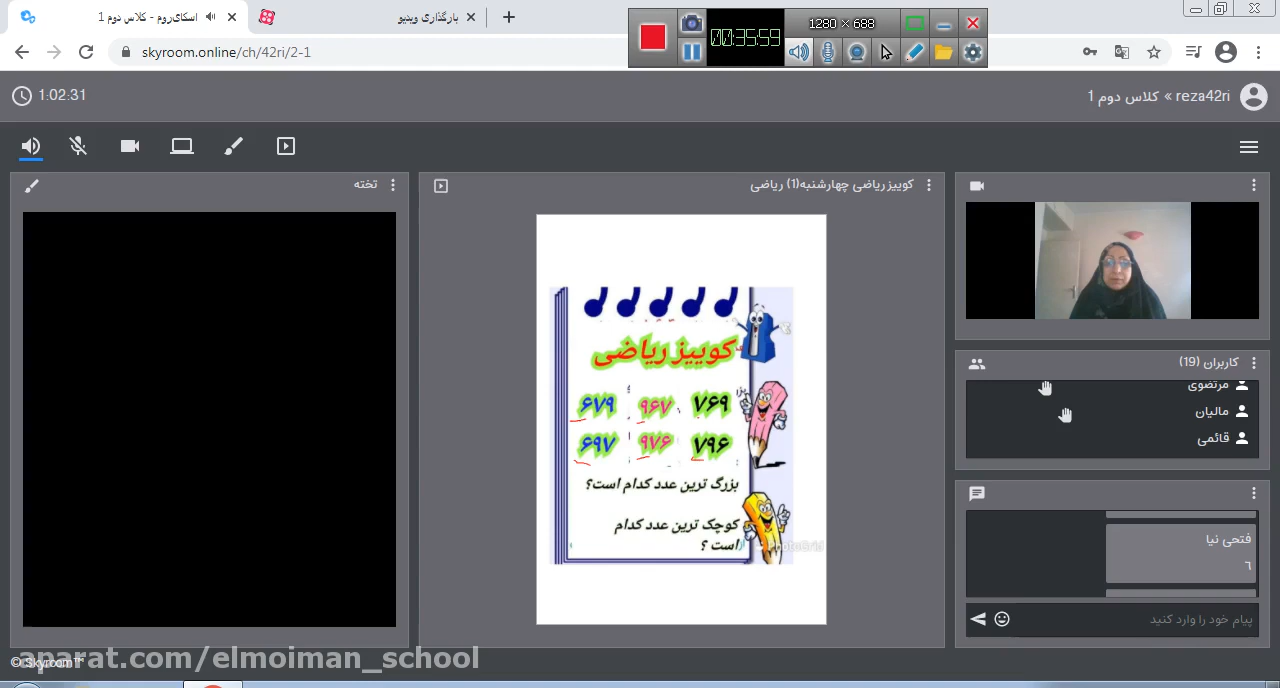 اسکای‌روم - کلاس دوم 1
بارگذاری ویدیو
skyroom.online/ch/42ri/2-1
00:35:59
1280 × 688
1:02:31
reza42ri » کلاس دوم 1
تخته
کوییز ریاضی چهارشنبه(1) ریاضی
کوییز ریاضی
۷۶۹ ۹۶۷ ۶۷۹
۷۹۶ ۹۷۶ ۶۹۷
بزرگ ترین عدد کدام است؟
کوچک ترین عدد کدام
است ؟
PhotoGrid
کاربران (19)
مرتضوی
مالیان
قائمی
فتحی نیا
٦
پیام خود را وارد کنید
© Skyroom™
aparat.com/elmoiman_school